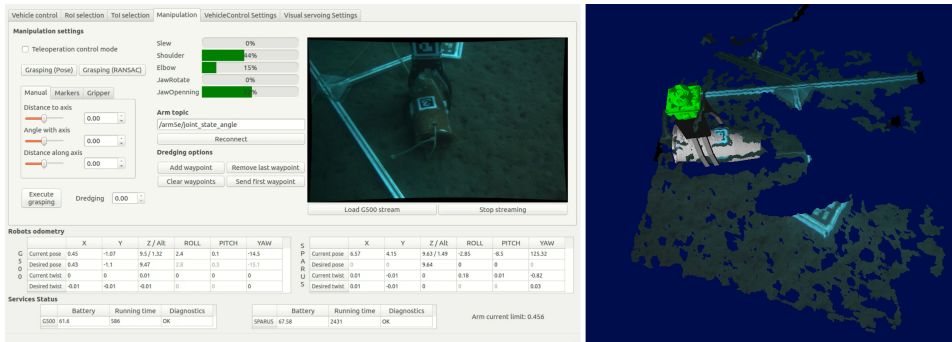 Vehicle control RoI selection ToI selection Manipulation VehicleControl Settings Visual servoing Settings
Manipulation settings
Teleoperation control mode
Grasping (Pose) Grasping (RANSAC)
Manual Markers Gripper
Distance to axis
0.00
Angle with axis
0.00
Distance along axis
0.00
Execute grasping
Dredging 0.00
Slew 0%
Shoulder 44%
Elbow 15%
JawRotate 0%
JawOpenning
Arm topic
/arm5e/joint_state_angle
Reconnect
Dredging options
Add waypoint Remove last waypoint
Clear waypoints Send first waypoint
Load G500 stream Stop streaming
Robots odometry
G500
X Y Z / Alt ROLL PITCH YAW
Current pose 0.45 -1.07 9.5 / 1.32 2.4 0.1 -14.5
Desired pose 0.43 -1.1 9.47 2.8 0.3 -15.1
Current twist 0 0 0.01 0 0 0
Desired twist -0.01 -0.01 -0.01 0 0 0
SPARUS
X Y Z / Alt ROLL PITCH YAW
Current pose 6.57 4.15 9.63 / 1.49 -2.85 -8.5 125.32
Desired pose 0 0 9.64 0 0 0
Current twist 0.01 -0.01 0 0.18 0.01 -0.82
Desired twist 0.01 -0.01 0 0 0 0.03
Services Status
Battery Running time Diagnostics
G500 61.6 586 OK
Battery Running time Diagnostics
SPARUS 67.58 2431 OK
Arm current limit: 0.456